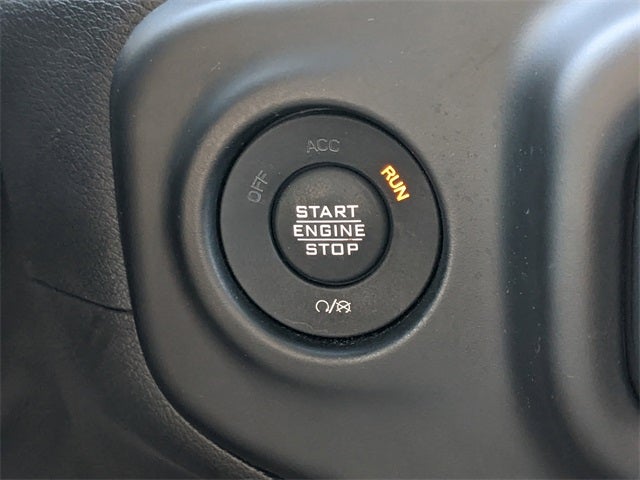 ACC
OFF
RUN
START
ENGINE
STOP